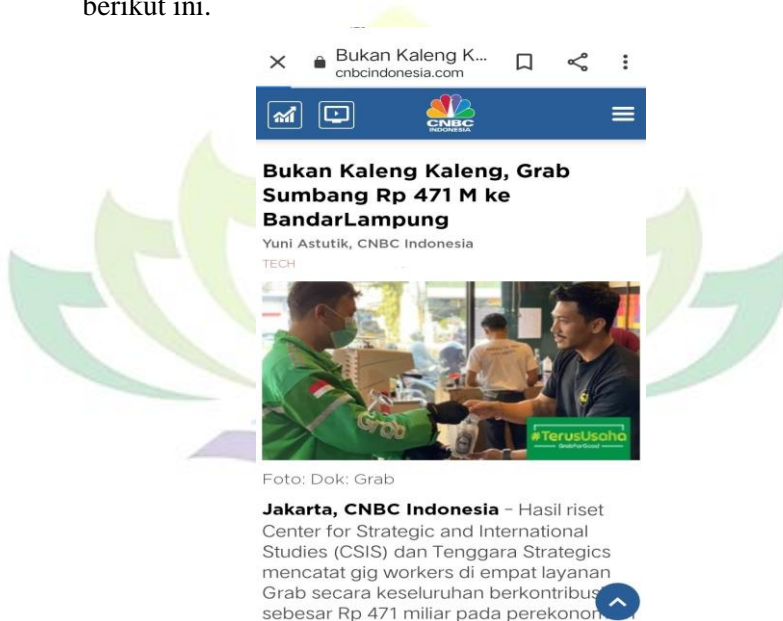 berikut ini.
Bukan Kaleng K...
cnbcindonesia.com
CNBC
INDONESIA
Bukan Kaleng Kaleng, Grab
Sumbang Rp 471 M ke
BandarLampung
Yuni Astutik, CNBC Indonesia
TECH
Grab
#TerusUsaha
GrabForGood
Foto: Dok: Grab
Jakarta, CNBC Indonesia – Hasil riset
Center for Strategic and International
Studies (CSIS) dan Tenggara Strategics
mencatat gig workers di empat layanan
Grab secara keseluruhan
sebesar Rp 471 miliar pada